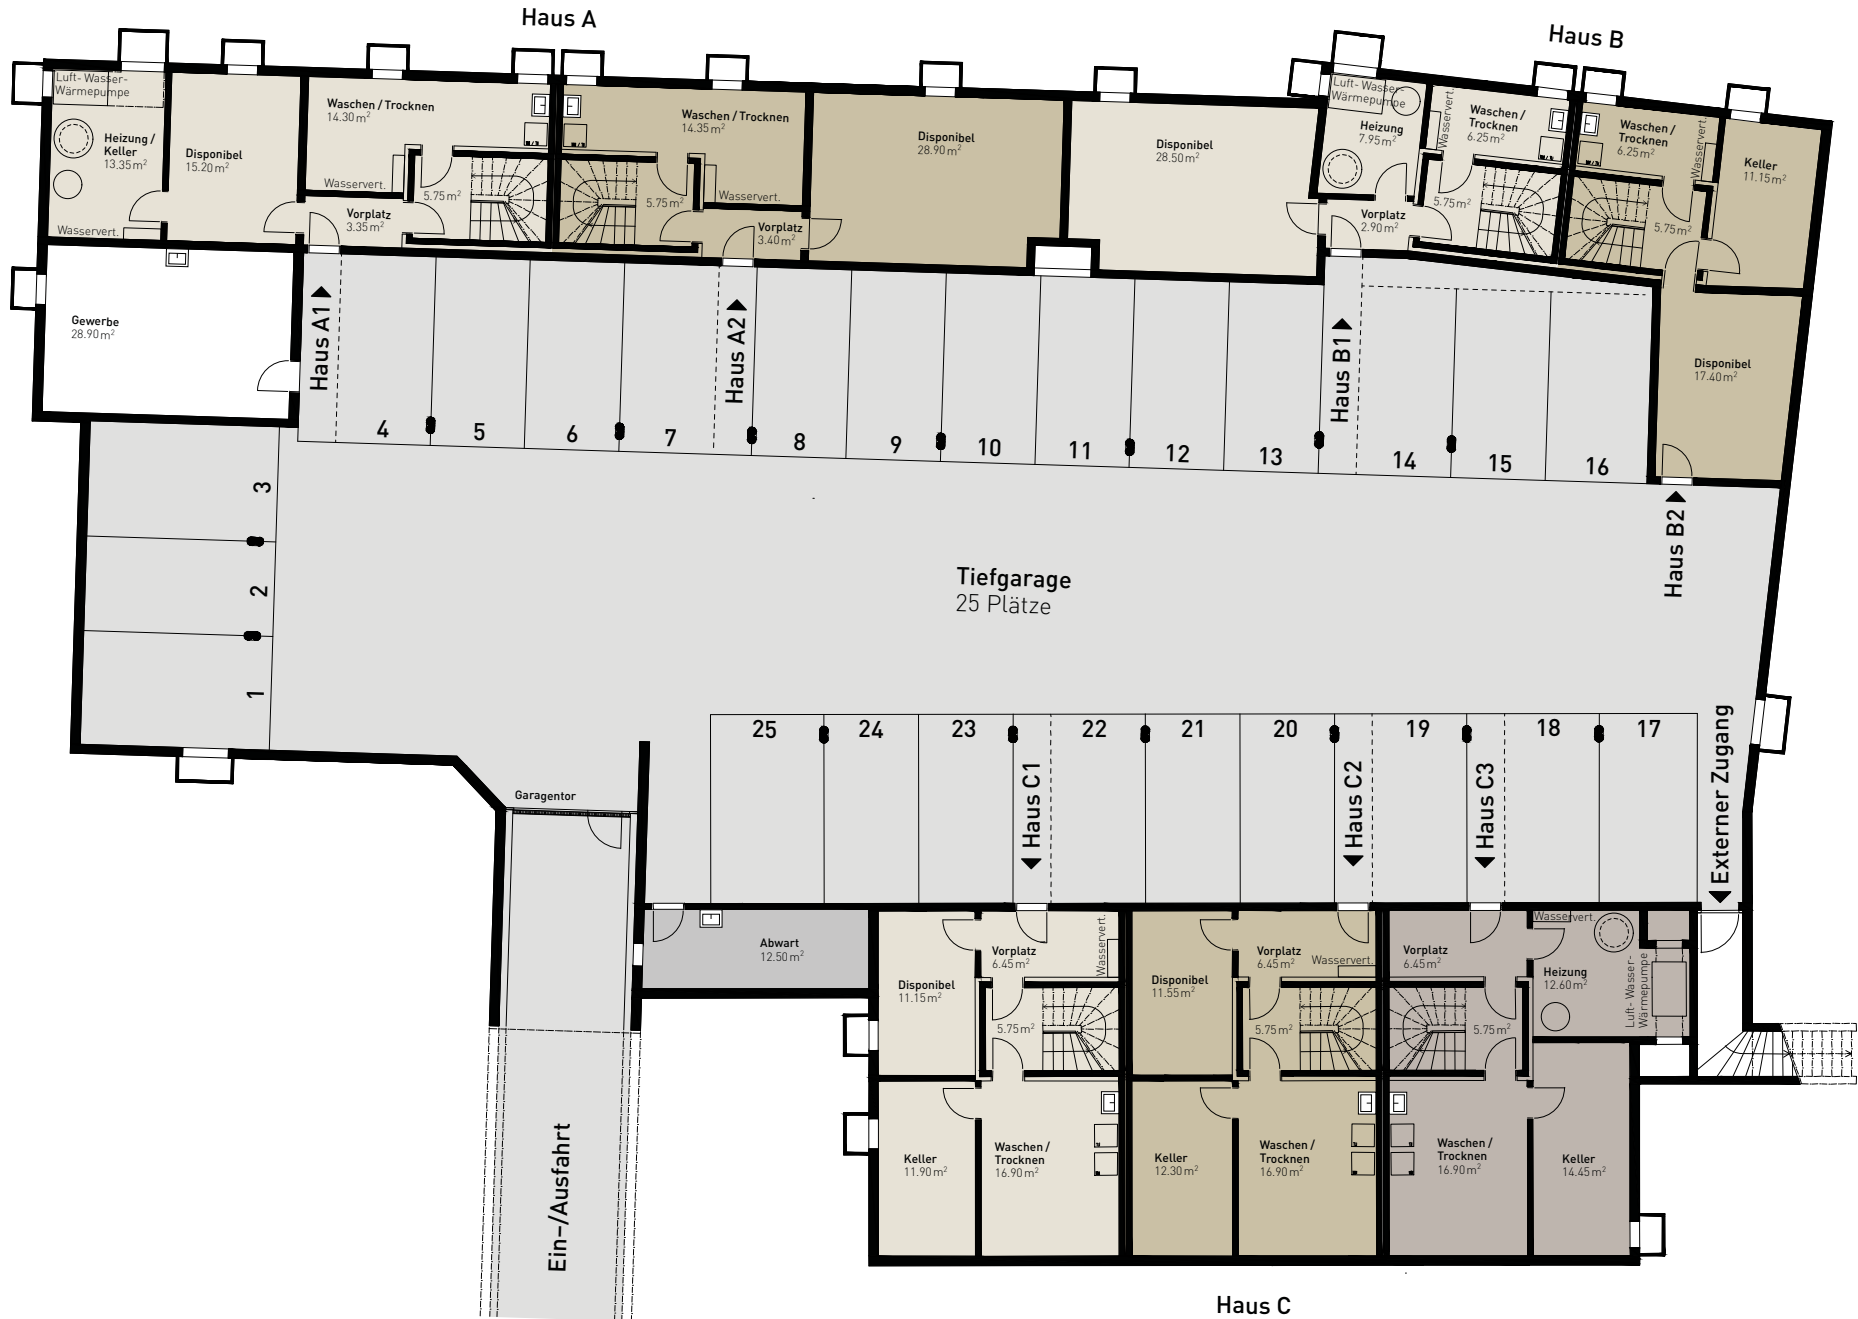 Haus A
Haus B
Luft- Wasser-
Wärmepumpe
Heizung /
Keller
13.35 m²
Wasservert.
Disponibel
15.20 m²
Waschen / Trocknen
14.30 m²
Wasservert.
5.75 m²
Vorplatz
3.35 m²
Waschen / Trocknen
14.35 m²
Wasservert.
5.75 m²
Vorplatz
3.40 m²
Disponibel
28.90 m²
Disponibel
28.50 m²
Luft- Wasser-
Wärmepumpe
Heizung
7.95 m²
Wasservert.
Waschen /
Trocknen
6.25 m²
5.75 m²
Vorplatz
2.90 m²
Waschen /
Trocknen
6.25 m²
Wasservert.
5.75 m²
Keller
11.15 m²
Disponibel
17.40 m²
Gewerbe
28.90 m²
Haus A1
Haus A2
Haus B1
Haus B2
4
5
6
7
8
9
10
11
12
13
14
15
16
3
2
1
Tiefgarage
25 Plätze
25
24
23
22
21
20
19
18
17
Haus C1
Haus C2
Haus C3
Externer Zugang
Garagentor
Ein-/Ausfahrt
Abwart
12.50 m²
Disponibel
11.15 m²
Vorplatz
6.45 m²
Wasservert.
5.75 m²
Keller
11.90 m²
Waschen /
Trocknen
16.90 m²
Disponibel
11.55 m²
Vorplatz
6.45 m²
Wasservert.
5.75 m²
Keller
12.30 m²
Waschen /
Trocknen
16.90 m²
Vorplatz
6.45 m²
5.75 m²
Wasservert.
Heizung
12.60 m²
Luft- Wasser-
Wärmepumpe
Waschen /
Trocknen
16.90 m²
Keller
14.45 m²
Haus C